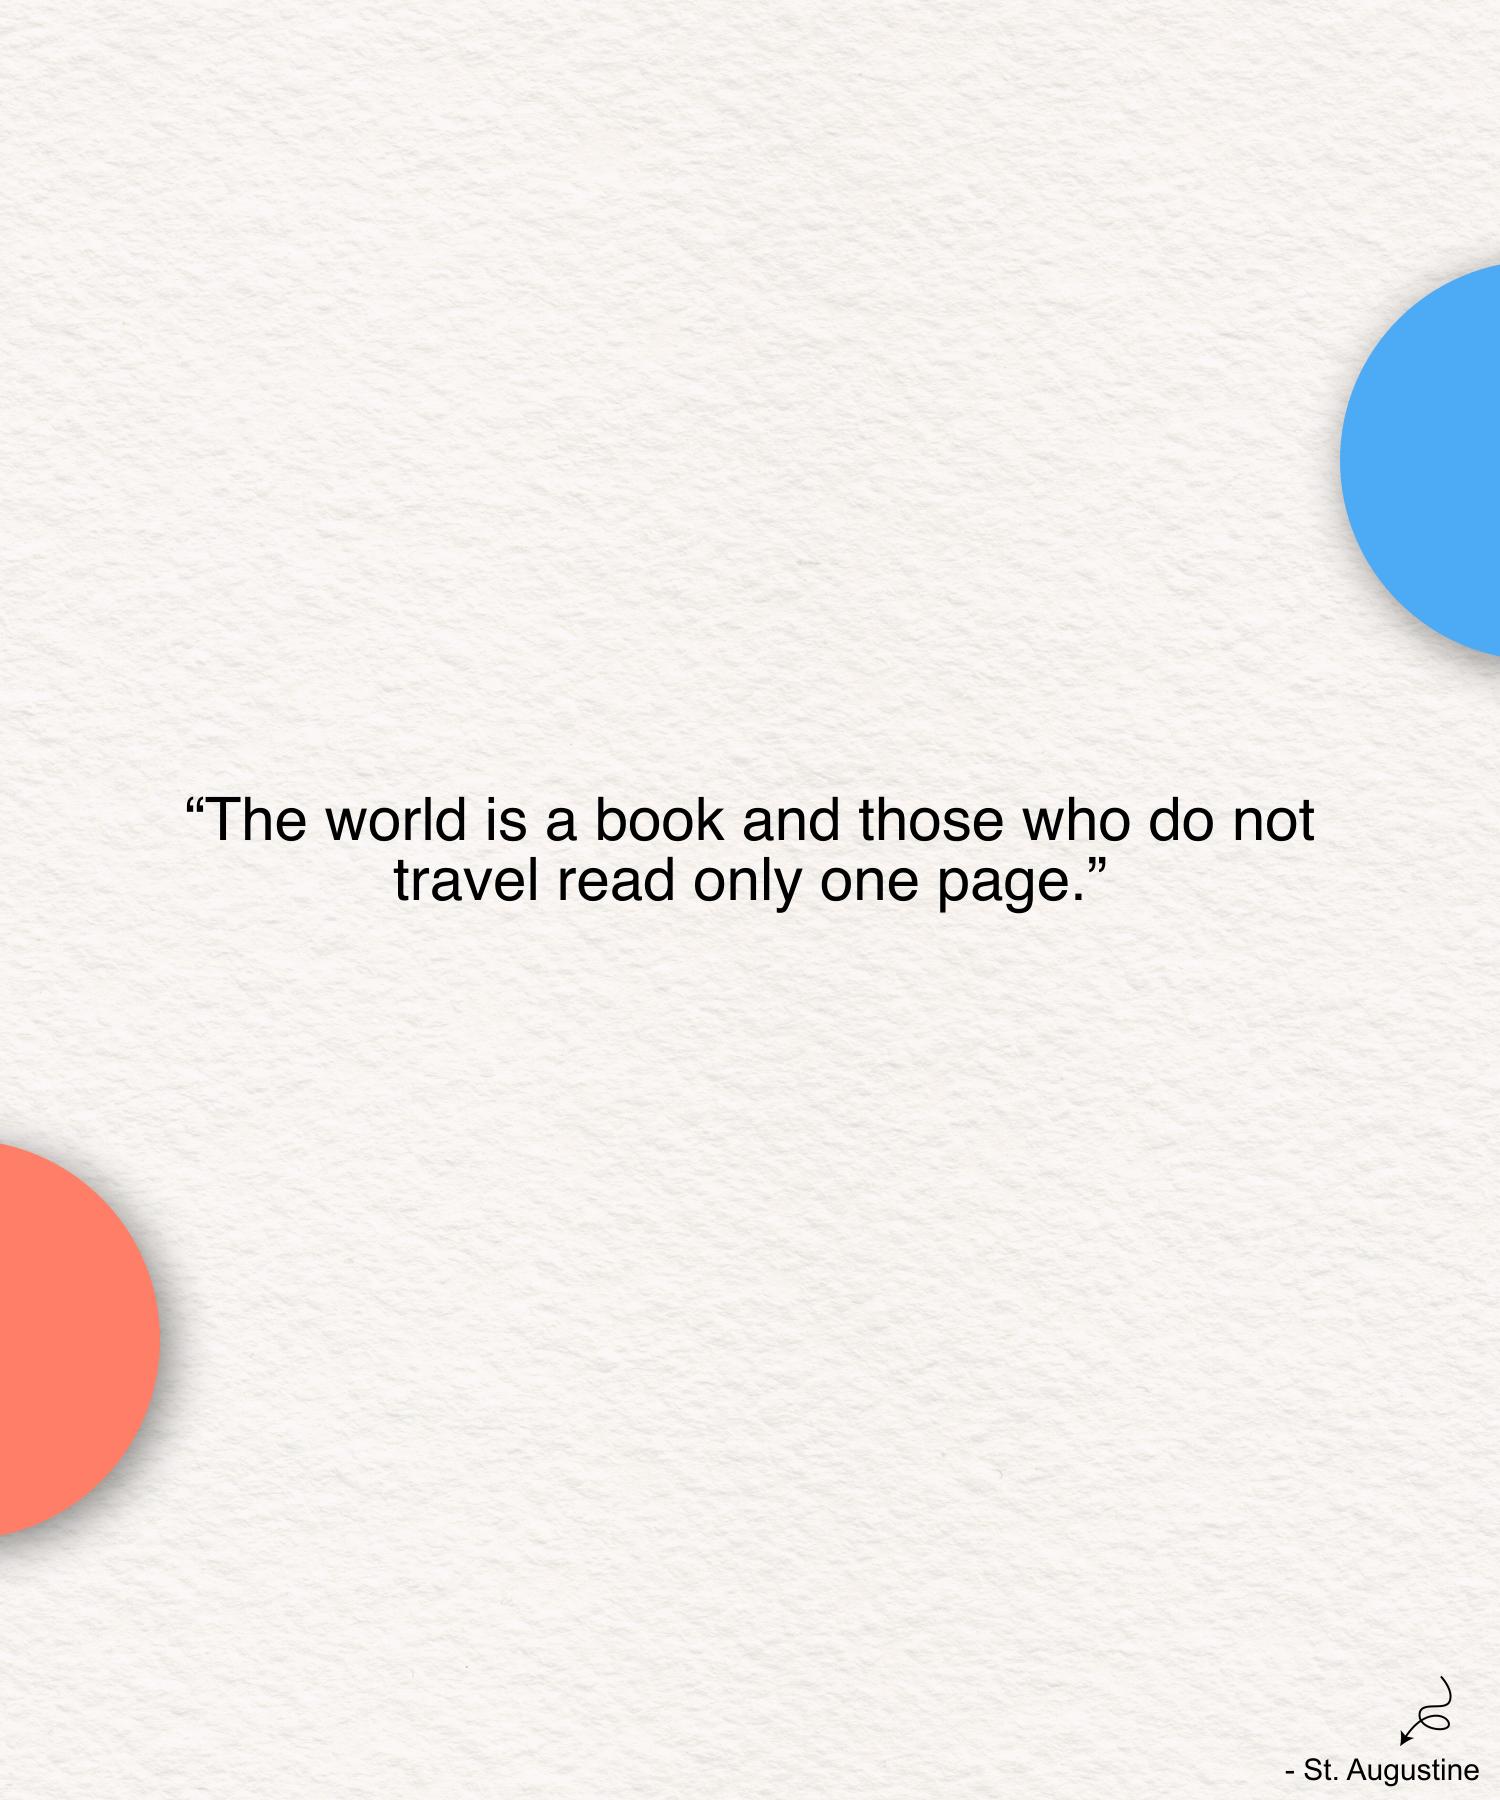 “The world is a book and those who do not
travel read only one page.”
- St. Augustine